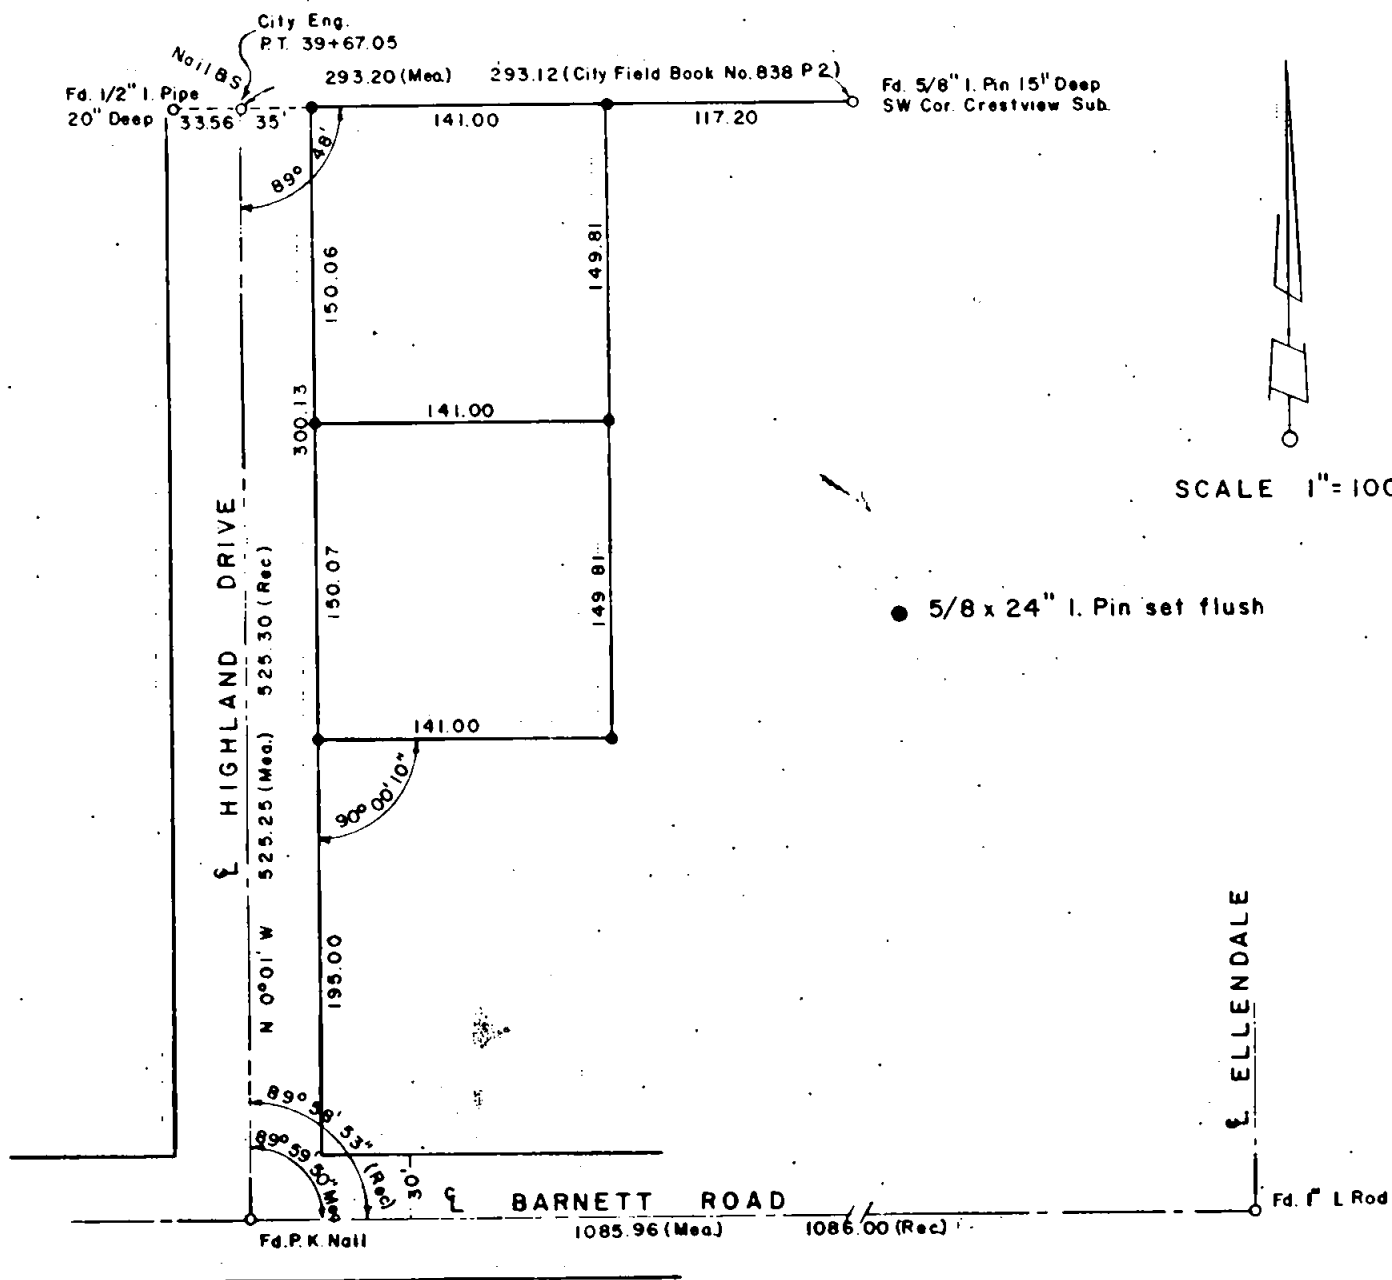 City Eng.
P.T. 39+67.05
Nail & S
293.20 (Mea.) 293.12 (City Field Book No. 838 P 2)
Fd. 1/2" I. Pipe
20" Deep
33.56
35'
141.00
117.20
Fd. 5/8" I. Pin 15" Deep
SW Cor. Crestview Sub.
89° 48'
150.06
149.81
300.13
141.00
SCALE 1"=100
150.07
149 81
5/8 x 24" I. Pin set flush
℄ HIGHLAND DRIVE
N 0°01' W 525.25 (Mea.) 525.30 (Rec)
141.00
90° 00' 10"
195.00
℄ ELLENDALE
89° 58' 53" (Rec)
89° 59' 50" Mea
30'
℄ BARNETT ROAD
1085.96 (Mea.) 1086.00 (Rec)
Fd. P. K. Nail
Fd. 1" I. Rod